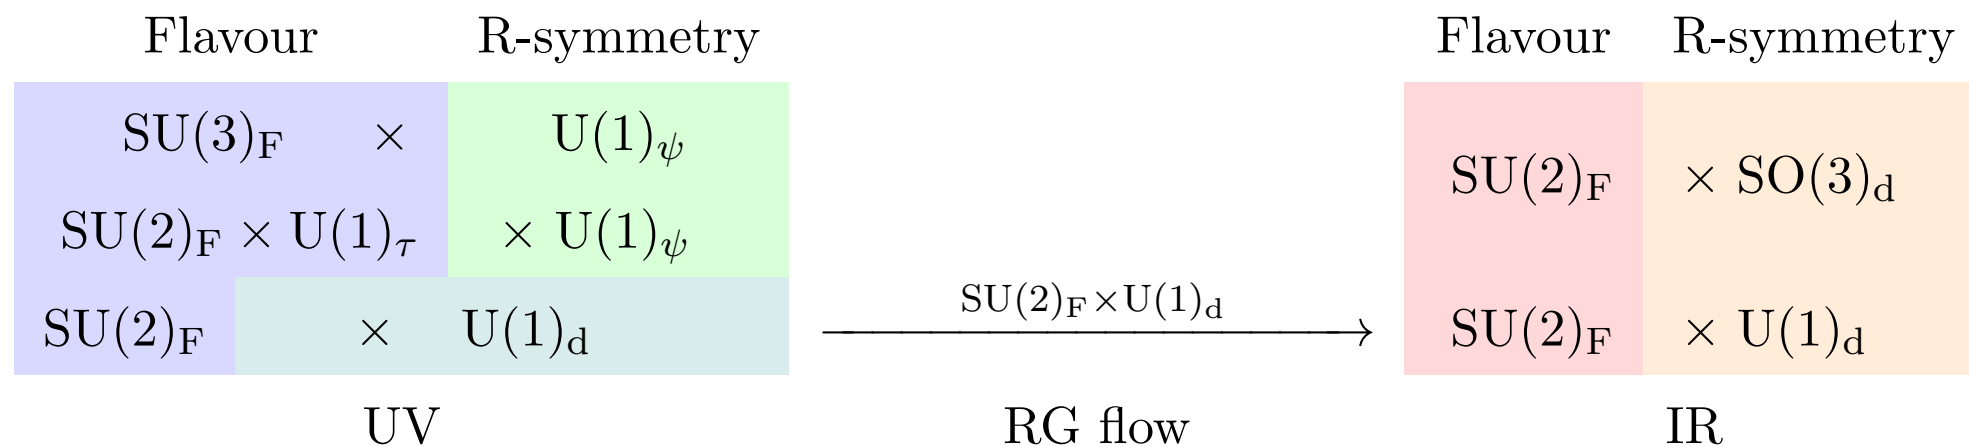 Flavour R-symmetry Flavour R-symmetry
SU(3)_F × U(1)_ψ
SU(2)_F × SO(3)_d
SU(2)_F × U(1)_τ × U(1)_ψ
SU(2)_F×U(1)_d
SU(2)_F × U(1)_d SU(2)_F × U(1)_d
UV RG flow IR